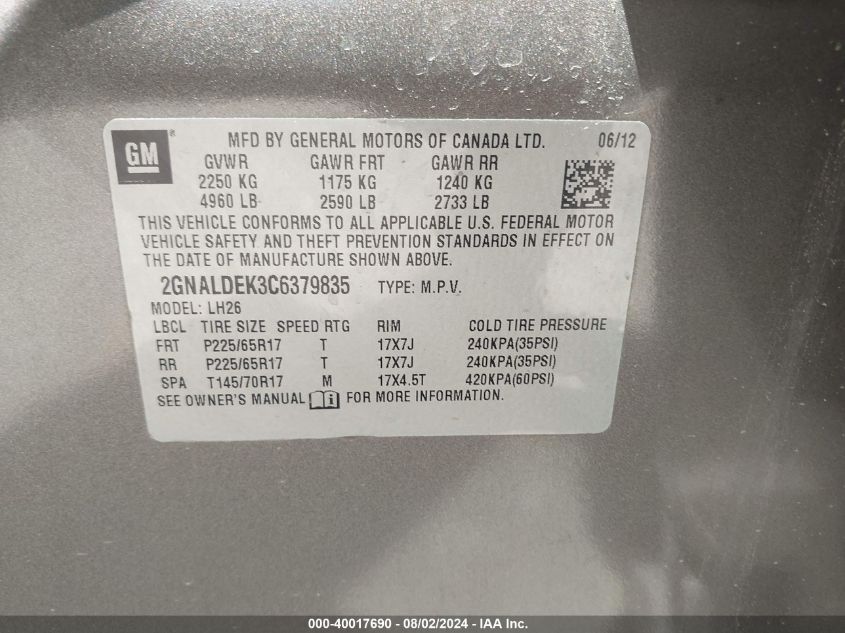 GM® MFD BY GENERAL MOTORS OF CANADA LTD. 06/12
GVWR GAWR FRT GAWR RR
2250 KG 1175 KG 1240 KG
4960 LB 2590 LB 2733 LB
THIS VEHICLE CONFORMS TO ALL APPLICABLE U.S. FEDERAL MOTOR
VEHICLE SAFETY AND THEFT PREVENTION STANDARDS IN EFFECT ON
THE DATE OF MANUFACTURE SHOWN ABOVE.
2GNALDEK3C6379835 TYPE: M.P.V.
MODEL: LH26
LBCL TIRE SIZE SPEED RTG RIM COLD TIRE PRESSURE
FRT P225/65R17 T 17X7J 240KPA(35PSI)
RR P225/65R17 T 17X7J 240KPA(35PSI)
SPA T145/70R17 M 17X4.5T 420KPA(60PSI)
SEE OWNER'S MANUAL i FOR MORE INFORMATION.
000-40017690 - 08/02/2024 - IAA Inc.